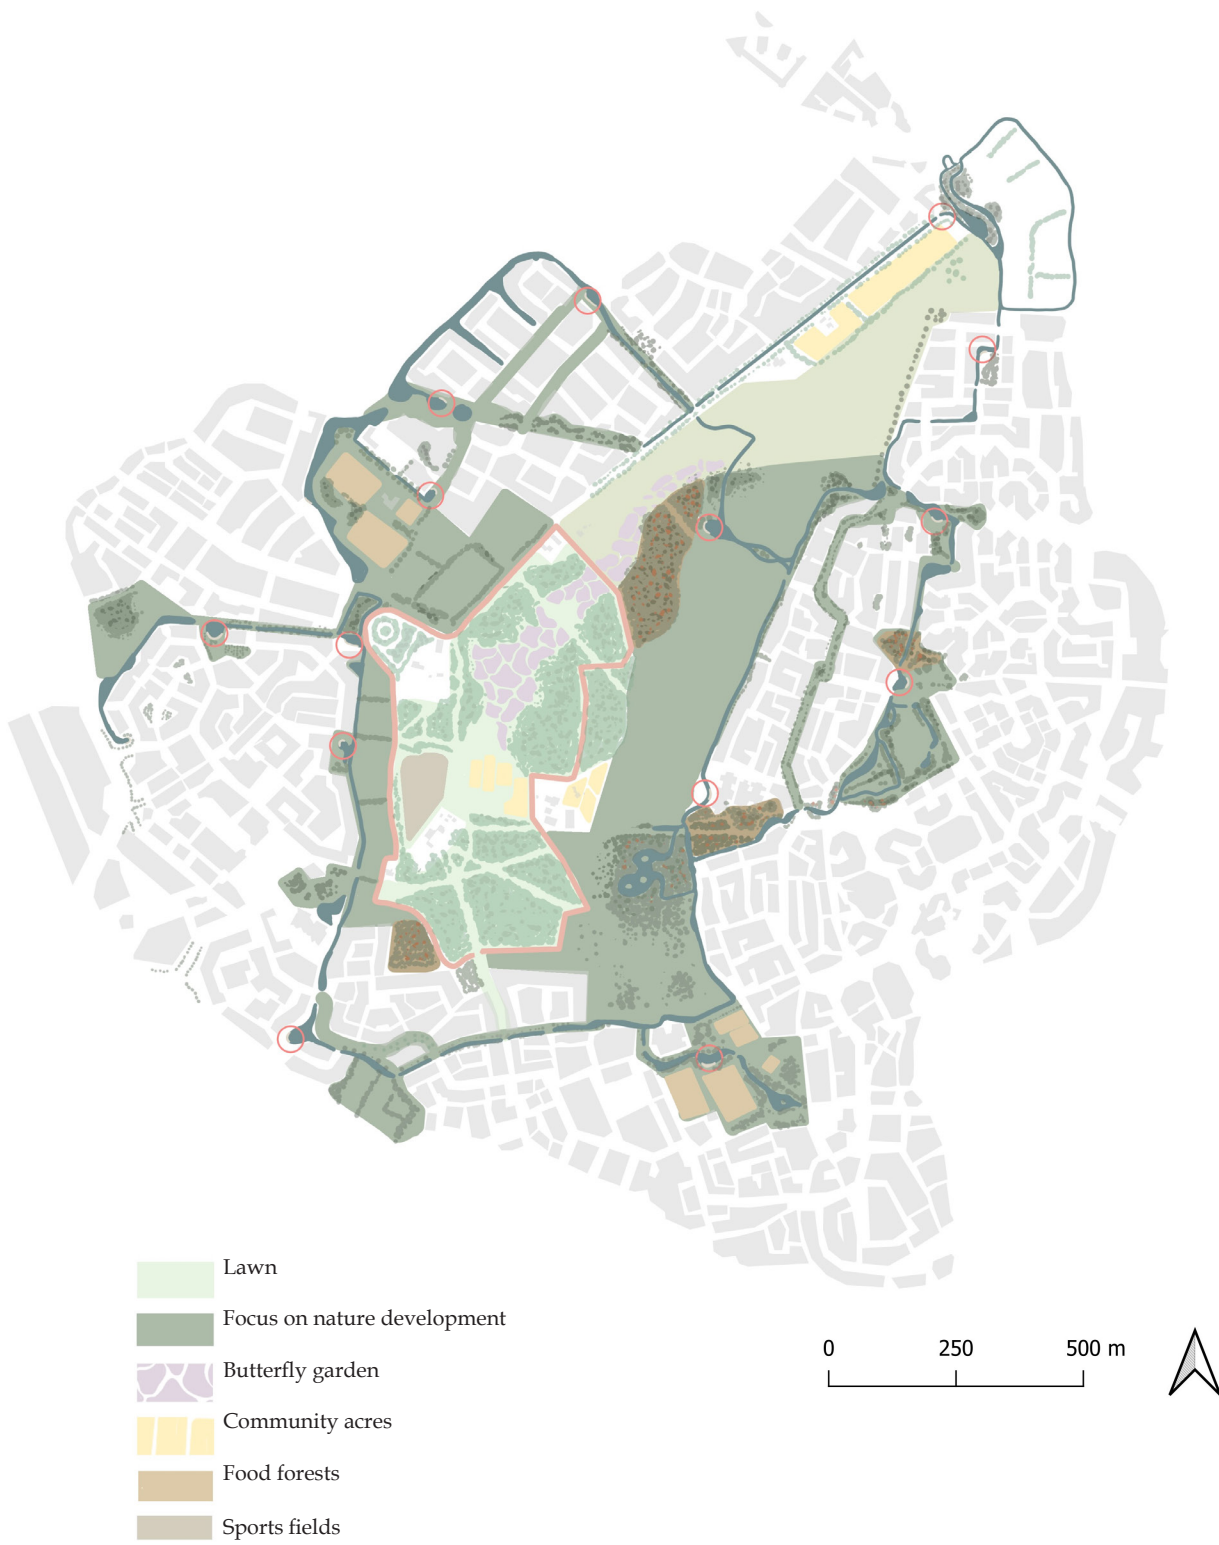 Lawn
Focus on nature development
Butterfly garden
Community acres
Food forests
Sports fields
0 250 500 m